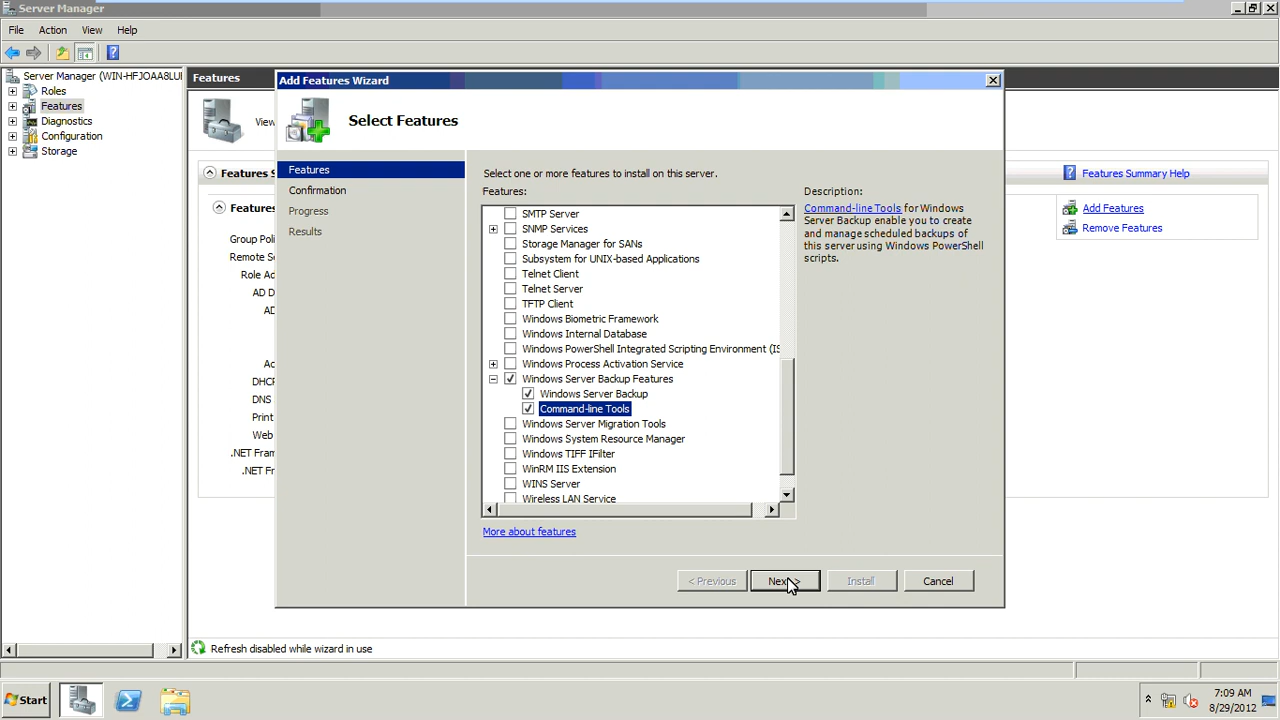 Server Manager
File Action View Help
Server Manager (WIN-HFJOAA8LU
Roles
Features
Diagnostics
Configuration
Storage
Features
View
Features S
Features
Group Poli
Remote Se
Role Ad
AD D
AD
Ac
DHC
DNS
Print
Web
.NET Fram
.NET Fr
Features Summary Help
Add Features
Remove Features
Add Features Wizard
Select Features
Features
Confirmation
Progress
Results
Select one or more features to install on this server.
Features:
SMTP Server
SNMP Services
Storage Manager for SANs
Subsystem for UNIX-based Applications
Telnet Client
Telnet Server
TFTP Client
Windows Biometric Framework
Windows Internal Database
Windows PowerShell Integrated Scripting Environment (IS
Windows Process Activation Service
Windows Server Backup Features
Windows Server Backup
Command-line Tools
Windows Server Migration Tools
Windows System Resource Manager
Windows TIFF IFilter
WinRM IIS Extension
WINS Server
Wireless LAN Service
More about features
Description:
Command-line Tools for Windows
Server Backup enable you to create
and manage scheduled backups of
this server using Windows PowerShell
scripts.
< Previous Next > Install Cancel
Refresh disabled while wizard in use
Start
7:09 AM
8/29/2012